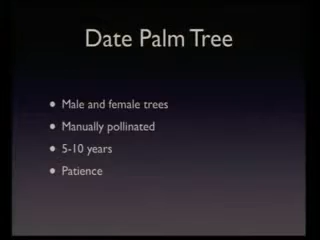 Date Palm Tree
• Male and female trees
• Manually pollinated
• 5-10 years
• Patience